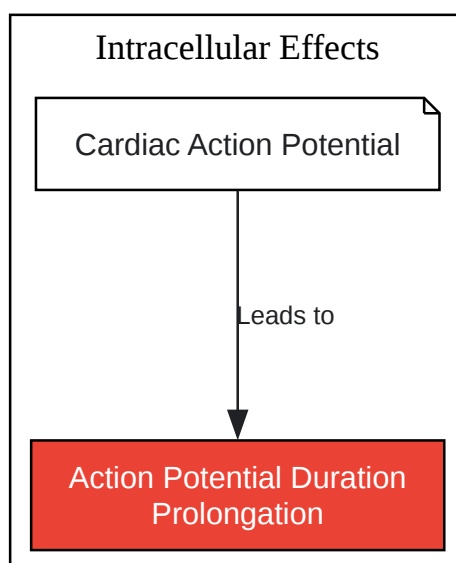 Intracellular Effects
Cardiac Action Potential
Leads to
Action Potential Duration
Prolongation